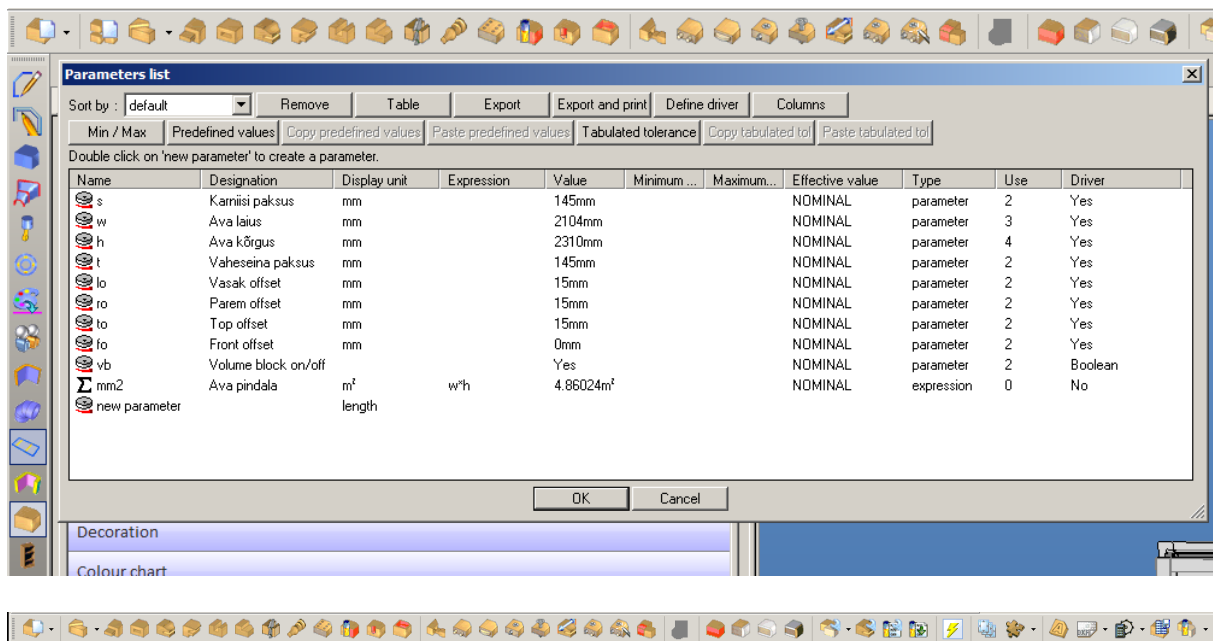 Parameters list
Sort by : default Remove Table Export Export and print Define driver Columns
Min / Max Predefined values Copy predefined values Paste predefined values Tabulated tolerance Copy tabulated tol Paste tabulated tol
Double click on 'new parameter' to create a parameter.
Name Designation Display unit Expression Value Minimum ... Maximum... Effective value Type Use Driver
s Karniisi paksus mm 145mm NOMINAL parameter 2 Yes
w Ava laius mm 2104mm NOMINAL parameter 3 Yes
h Ava kõrgus mm 2310mm NOMINAL parameter 4 Yes
t Vaheseina paksus mm 145mm NOMINAL parameter 2 Yes
lo Vasak offset mm 15mm NOMINAL parameter 2 Yes
ro Parem offset mm 15mm NOMINAL parameter 2 Yes
to Top offset mm 15mm NOMINAL parameter 2 Yes
fo Front offset mm 0mm NOMINAL parameter 2 Yes
vb Volume block on/off Yes NOMINAL parameter 2 Boolean
mm2 Ava pindala m² w*h 4.86024m² NOMINAL expression 0 No
new parameter length
OK Cancel
Decoration
Colour chart